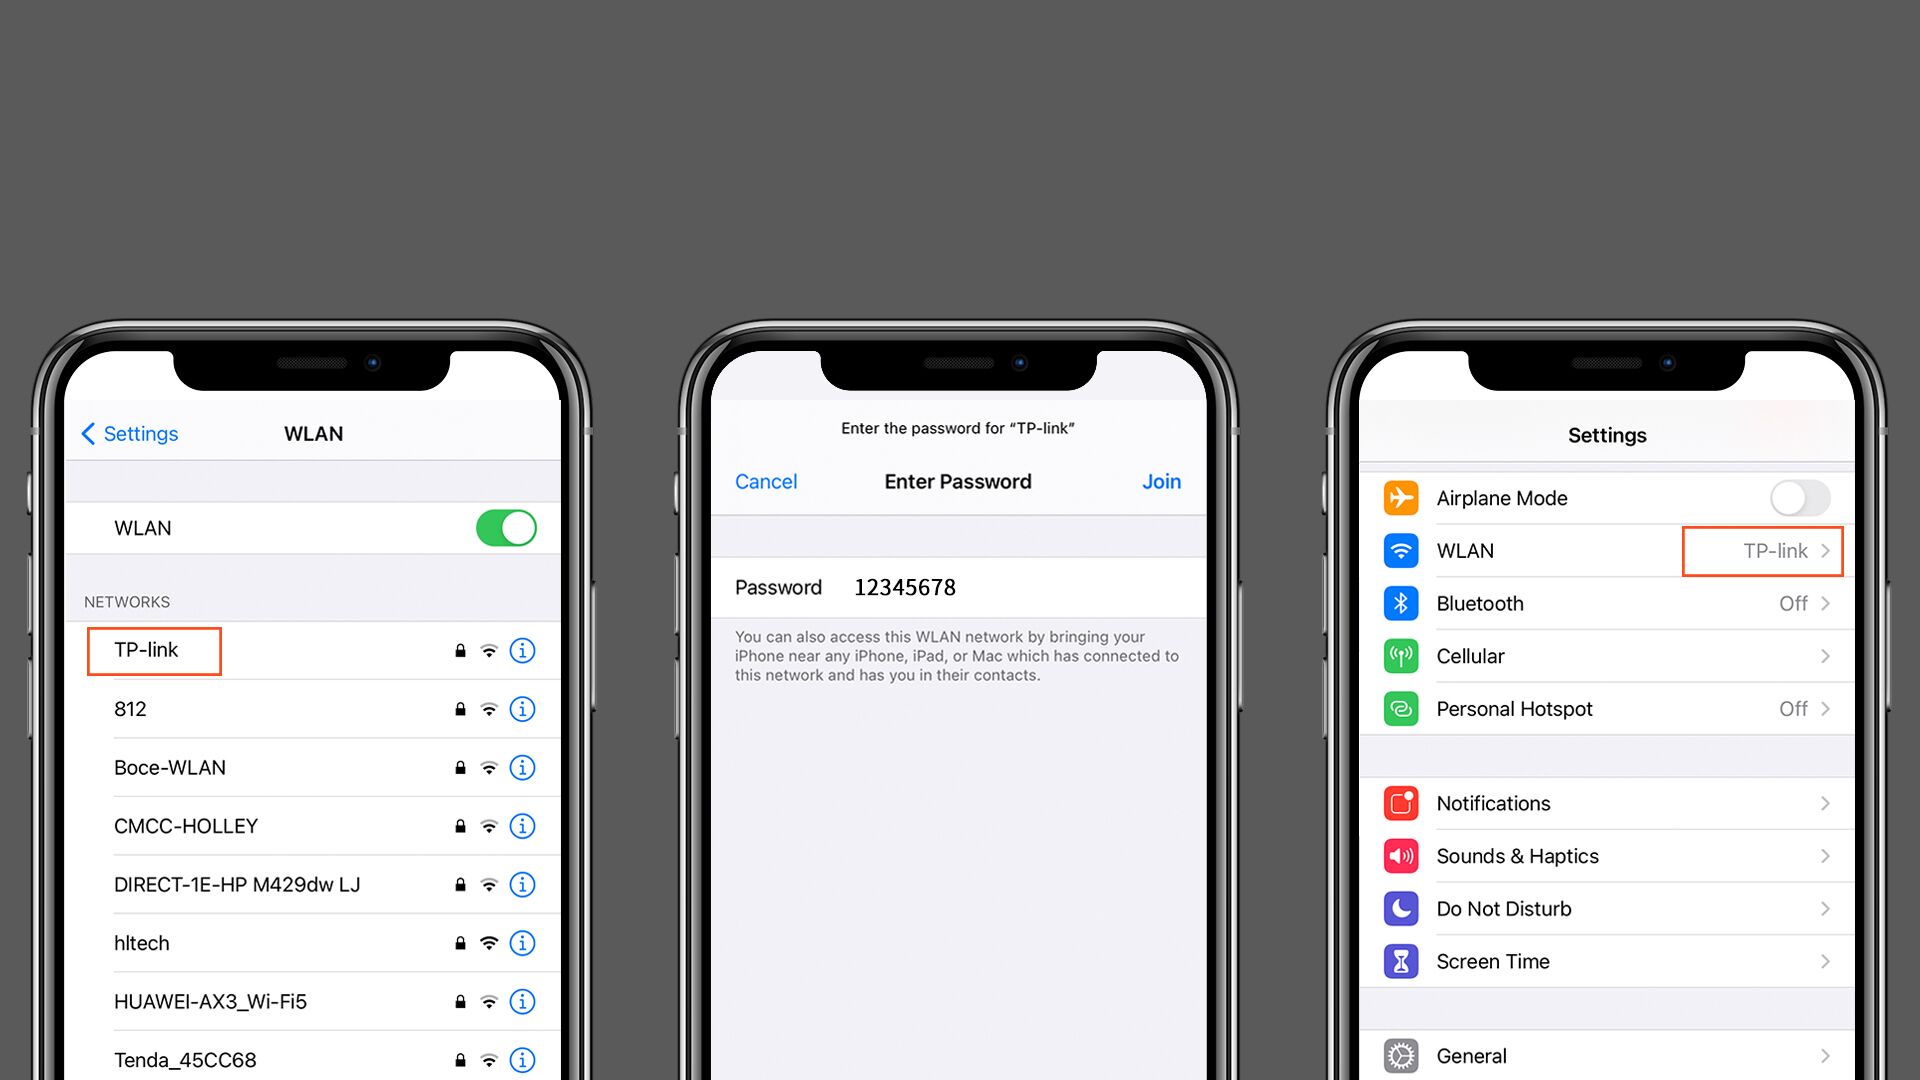 Settings
WLAN
WLAN
NETWORKS
TP-link
812
Boce-WLAN
CMCC-HOLLEY
DIRECT-1E-HP M429dw LJ
hltech
HUAWEI-AX3_Wi-Fi5
Tenda_45CC68
Enter the password for “TP-link”
Cancel
Enter Password
Join
Password 12345678
You can also access this WLAN network by bringing your
iPhone near any iPhone, iPad, or Mac which has connected to
this network and has you in their contacts.
Settings
Airplane Mode
WLAN TP-link
Bluetooth Off
Cellular
Personal Hotspot Off
Notifications
Sounds & Haptics
Do Not Disturb
Screen Time
General